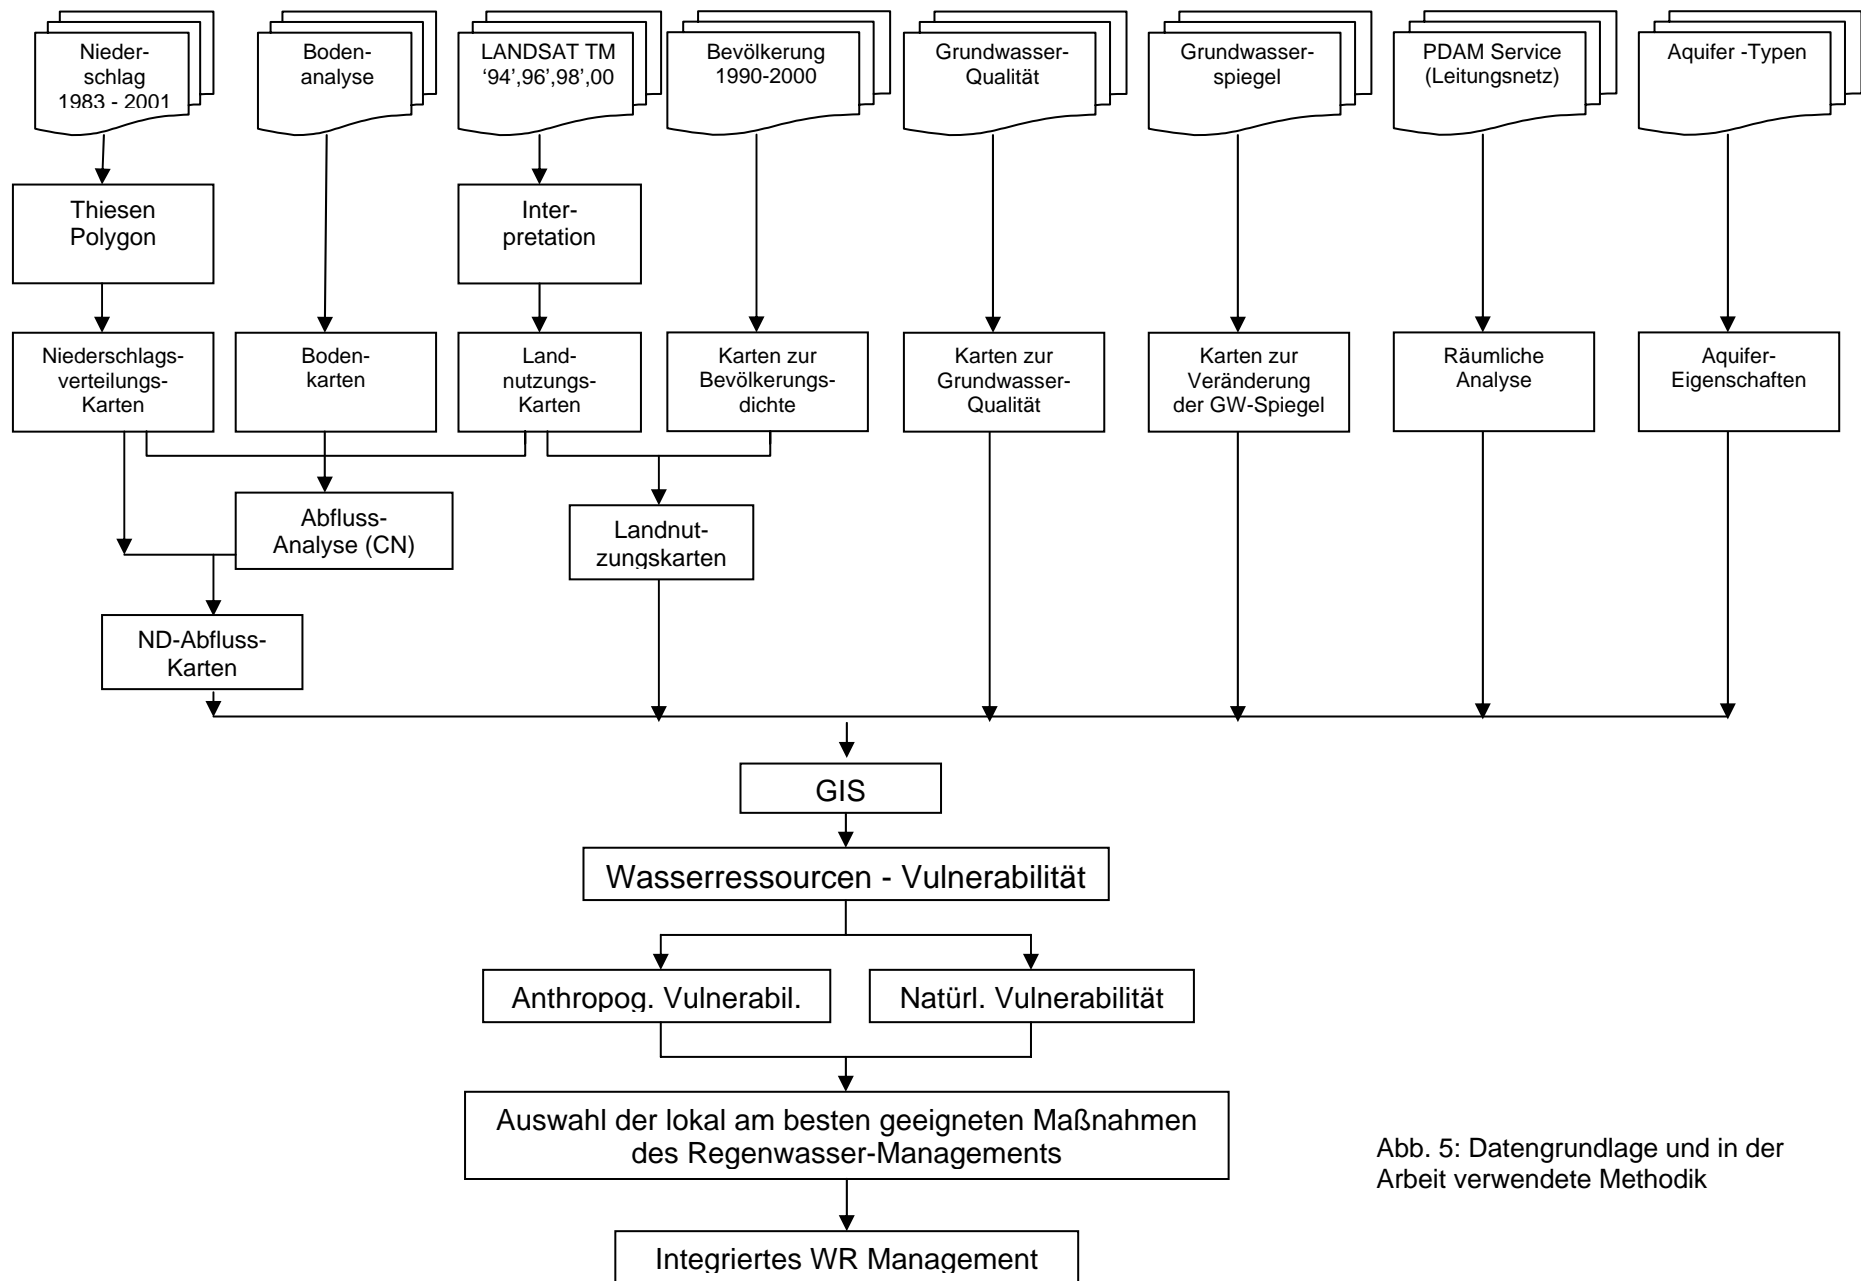 Nieder-
schlag
1983 - 2001
Boden-
analyse
LANDSAT TM
‘94’,96’,98’,00
Bevölkerung
1990-2000
Grundwasser-
Qualität
Grundwasser
spiegel
PDAM Service
(Leitungsnetz)
Aquifer -Typen
Thiesen
Polygon
Inter-
pretation
Niederschlags-
verteilungs-
Karten
Boden-
karten
Land-
nutzungs-
Karten
Karten zur
Bevölkerungs-
dichte
Karten zur
Grundwasser-
Qualität
Karten zur
Veränderung
der GW-Spiegel
Räumliche
Analyse
Aquifer-
Eigenschaften
Abfluss-
Analyse (CN)
Landnut-
zungskarten
ND-Abfluss-
Karten
GIS
Wasserressourcen - Vulnerabilität
Anthropog. Vulnerabil.
Natürl. Vulnerabilität
Auswahl der lokal am besten geeigneten Maßnahmen
des Regenwasser-Managements
Integriertes WR Management
Abb. 5: Datengrundlage und in der
Arbeit verwendete Methodik